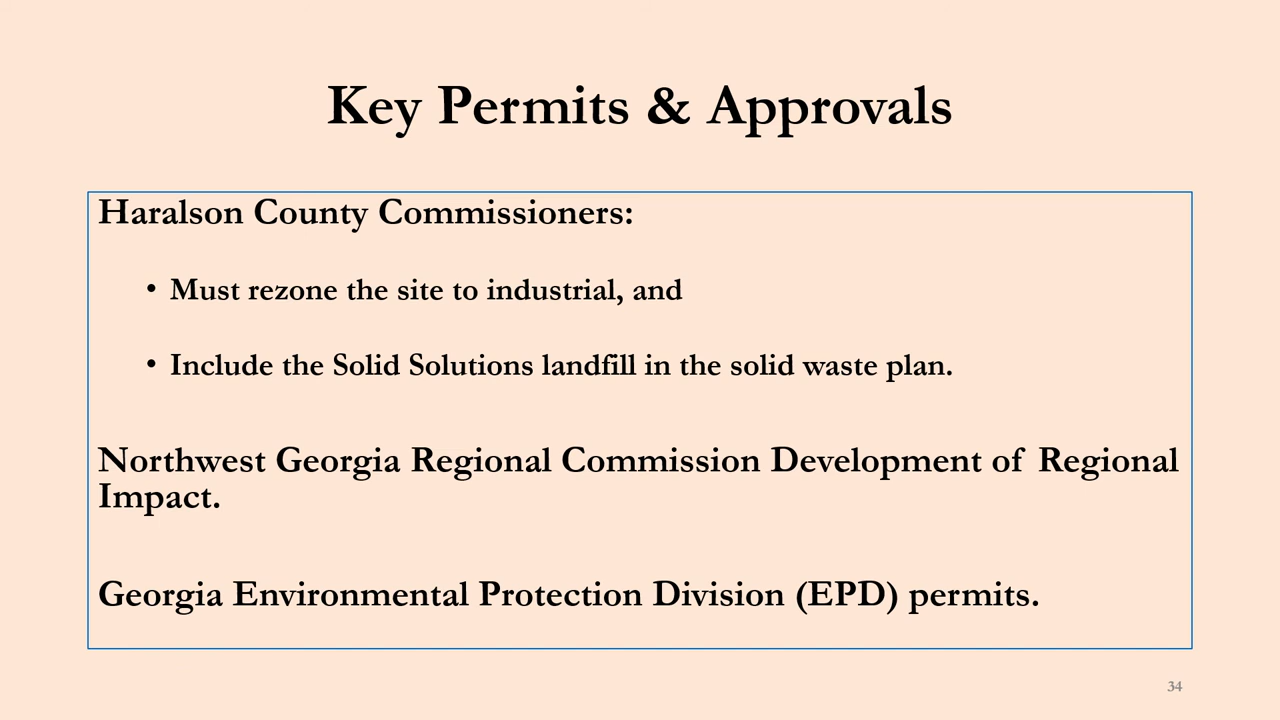 Key Permits & Approvals
Haralson County Commissioners:
• Must rezone the site to industrial, and
• Include the Solid Solutions landfill in the solid waste plan.
Northwest Georgia Regional Commission Development of Regional
Impact.
Georgia Environmental Protection Division (EPD) permits.
34